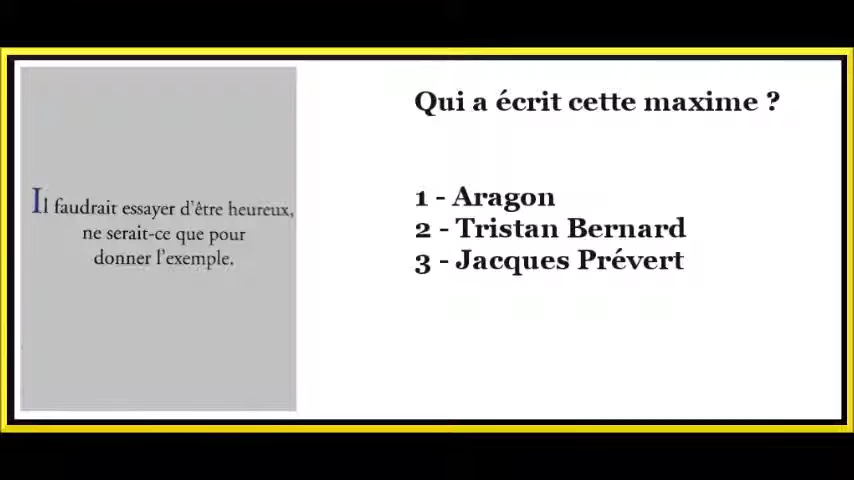 Il faudrait essayer d'être heureux,
ne serait-ce que pour
donner l'exemple.
Qui a écrit cette maxime ?
1 - Aragon
2 - Tristan Bernard
3 - Jacques Prévert